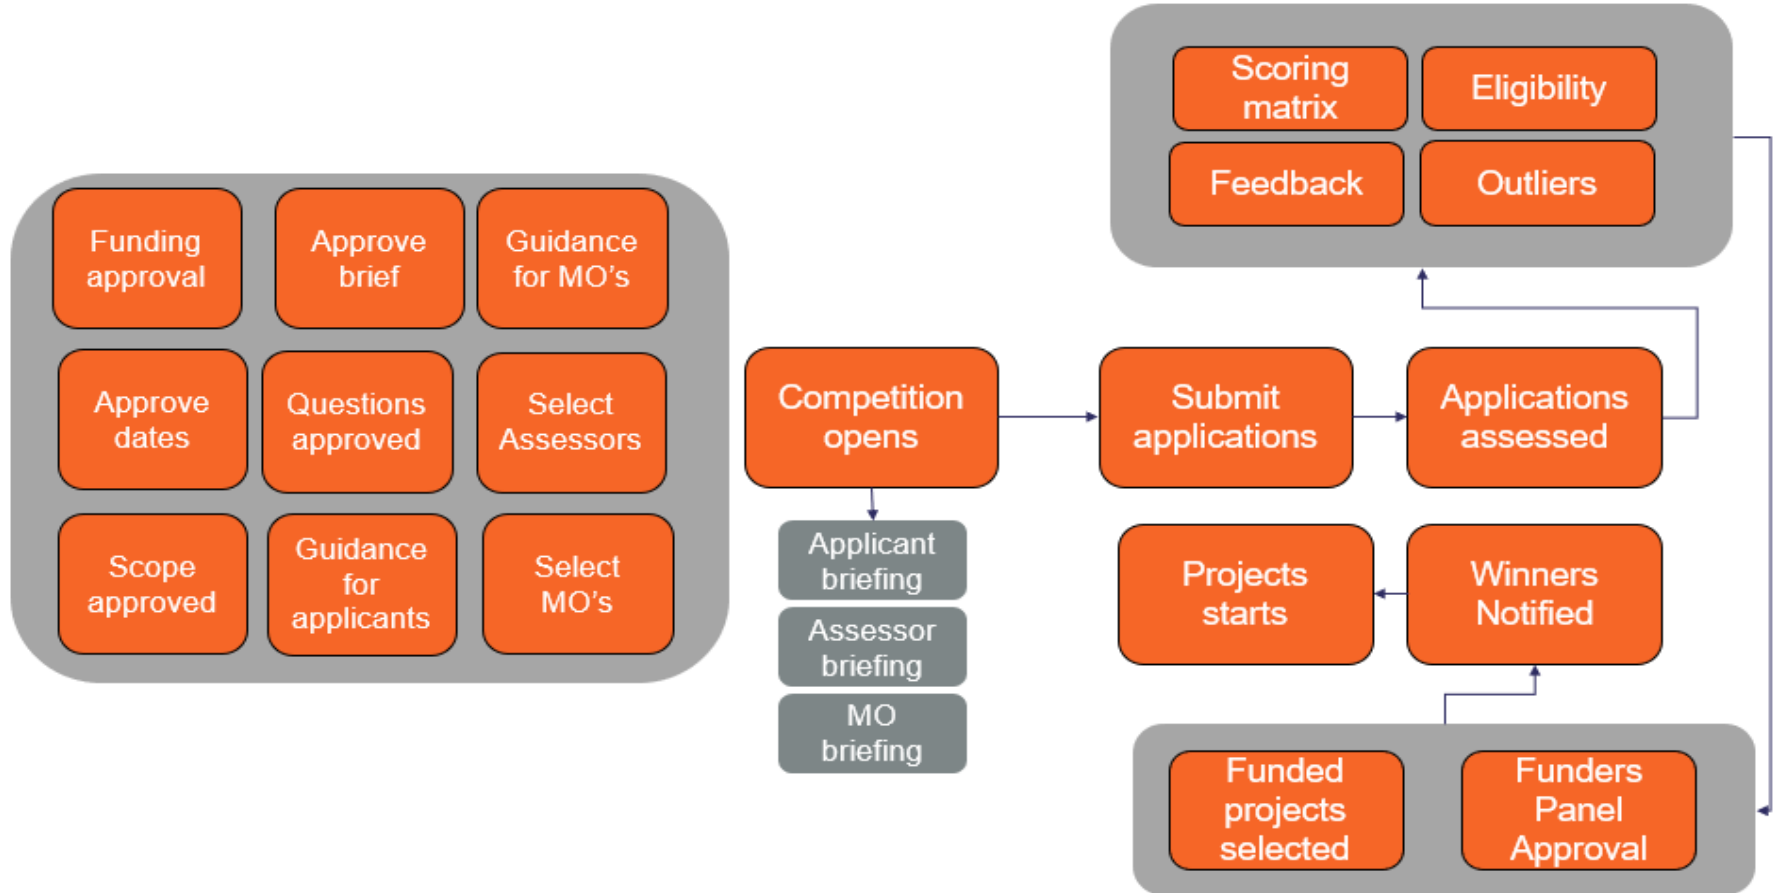 Funding
approval
Approve
brief
Guidance
for MO's
Approve
dates
Questions
approved
Select
Assessors
Scope
approved
Guidance
for
applicants
Select
MO's
Competition
opens
Applicant
briefing
Assessor
briefing
MO
briefing
Submit
applications
Applications
assessed
Scoring
matrix
Eligibility
Feedback
Outliers
Funded
projects
selected
Funders
Panel
Approval
Winners
Notified
Projects
starts